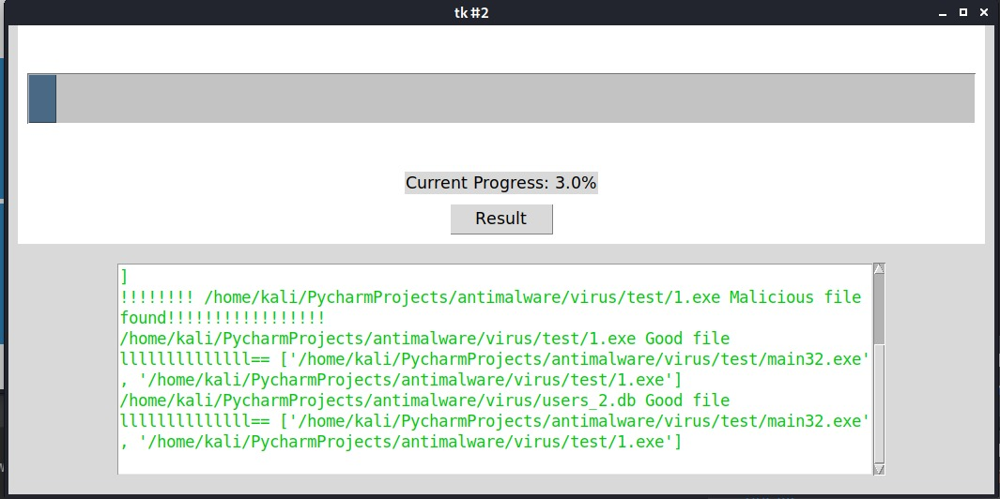 tk #2
Current Progress: 3.0%
Result
]
!!!!!!!! /home/kali/PycharmProjects/antimalware/virus/test/1.exe Malicious file
found!!!!!!!!!!!!!!!!!
/home/kali/PycharmProjects/antimalware/virus/test/1.exe Good file
llllllllllllll== ['/home/kali/PycharmProjects/antimalware/virus/test/main32.exe'
, '/home/kali/PycharmProjects/antimalware/virus/test/1.exe']
/home/kali/PycharmProjects/antimalware/virus/users_2.db Good file
llllllllllllll== ['/home/kali/PycharmProjects/antimalware/virus/test/main32.exe'
, '/home/kali/PycharmProjects/antimalware/virus/test/1.exe']